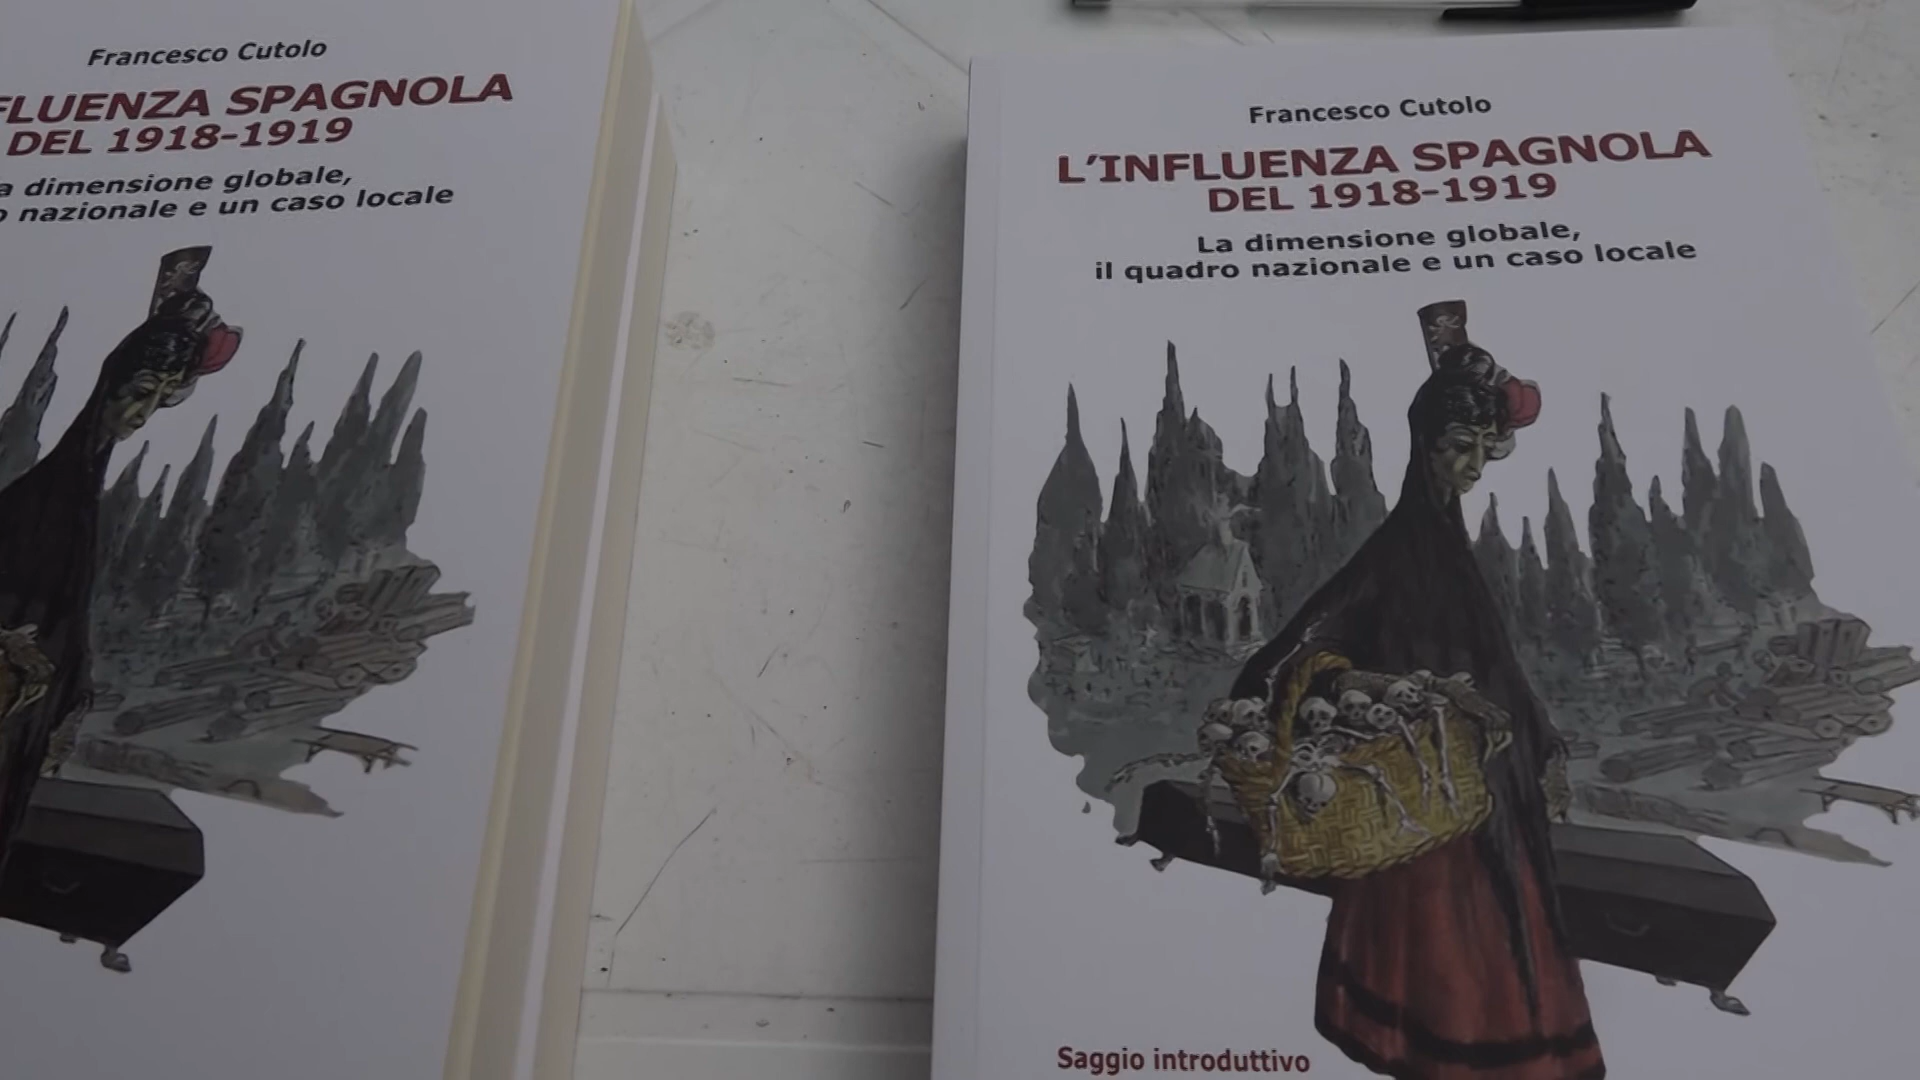 Francesco Cutolo
FLUENZA SPAGNOLA
DEL 1918-1919
dimensione globale,
nazionale e un caso locale
Francesco Cutolo
L'INFLUENZA SPAGNOLA
DEL 1918-1919
La dimensione globale,
il quadro nazionale e un caso locale
Saggio introduttivo